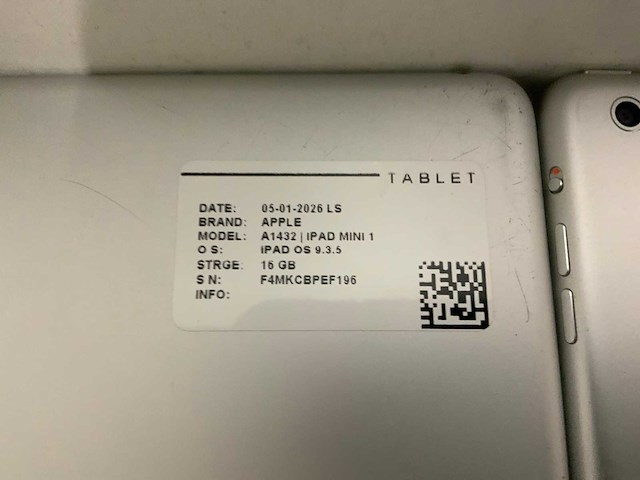 TABLET
DATE: 05-01-2026 LS
BRAND: APPLE
MODEL: A1432 | IPAD MINI 1
O S: IPAD OS 9.3.5
STRGE: 16 GB
S N: F4MKCBPEF196
INFO: